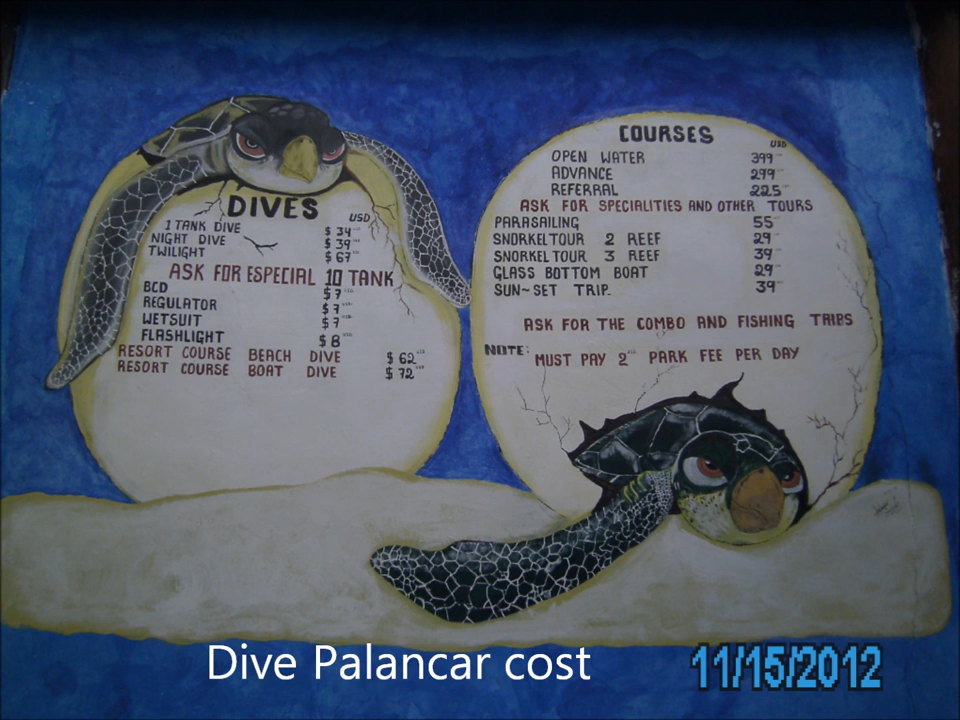 DIVES
USD
1 TANK DIVE $ 34
NIGHT DIVE $ 39
TWILIGHT $ 67
ASK FOR ESPECIAL 10 TANK
BCD $ 7
REGULATOR $ 7
WETSUIT $ 7
FLASHLIGHT $ 8
RESORT COURSE BEACH DIVE $ 62
RESORT COURSE BOAT DIVE $ 72
COURSES
USD
OPEN WATER 399
ADVANCE 299
REFERRAL 225
ASK FOR SPECIALITIES AND OTHER TOURS
PARASAILING 55
SNORKEL TOUR 2 REEF 29
SNORKEL TOUR 3 REEF 39
GLASS BOTTOM BOAT 29
SUN~SET TRIP 39
ASK FOR THE COMBO AND FISHING TRIPS
NOTE: MUST PAY 2 PARK FEE PER DAY
Dive Palancar cost
11/15/2012